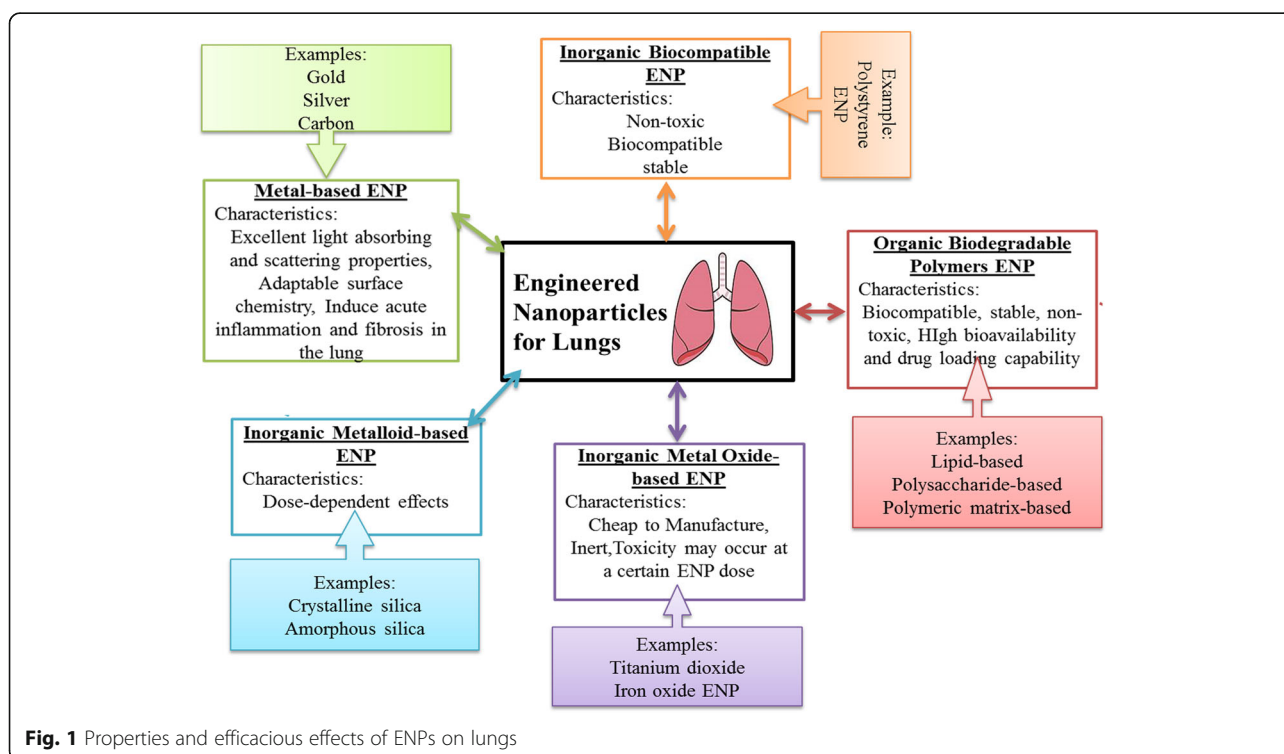 Examples:
Gold
Silver
Carbon
Metal-based ENP
Characteristics:
Excellent light absorbing
and scattering properties,
Adaptable surface
chemistry, Induce acute
inflammation and fibrosis in
the lung
Inorganic Biocompatible
ENP
Characteristics:
Non-toxic
Biocompatible
stable
Example:
Polystyrene
ENP
Engineered
Nanoparticles
for Lungs
Organic Biodegradable
Polymers ENP
Characteristics:
Biocompatible, stable, non-
toxic, HIgh bioavailability
and drug loading capability
Examples:
Lipid-based
Polysaccharide-based
Polymeric matrix-based
Inorganic Metalloid-based
ENP
Characteristics:
Dose-dependent effects
Examples:
Crystalline silica
Amorphous silica
Inorganic Metal Oxide-
based ENP
Characteristics:
Cheap to Manufacture,
Inert,Toxicity may occur at
a certain ENP dose
Examples:
Titanium dioxide
Iron oxide ENP
Fig. 1 Properties and efficacious effects of ENPs on lungs